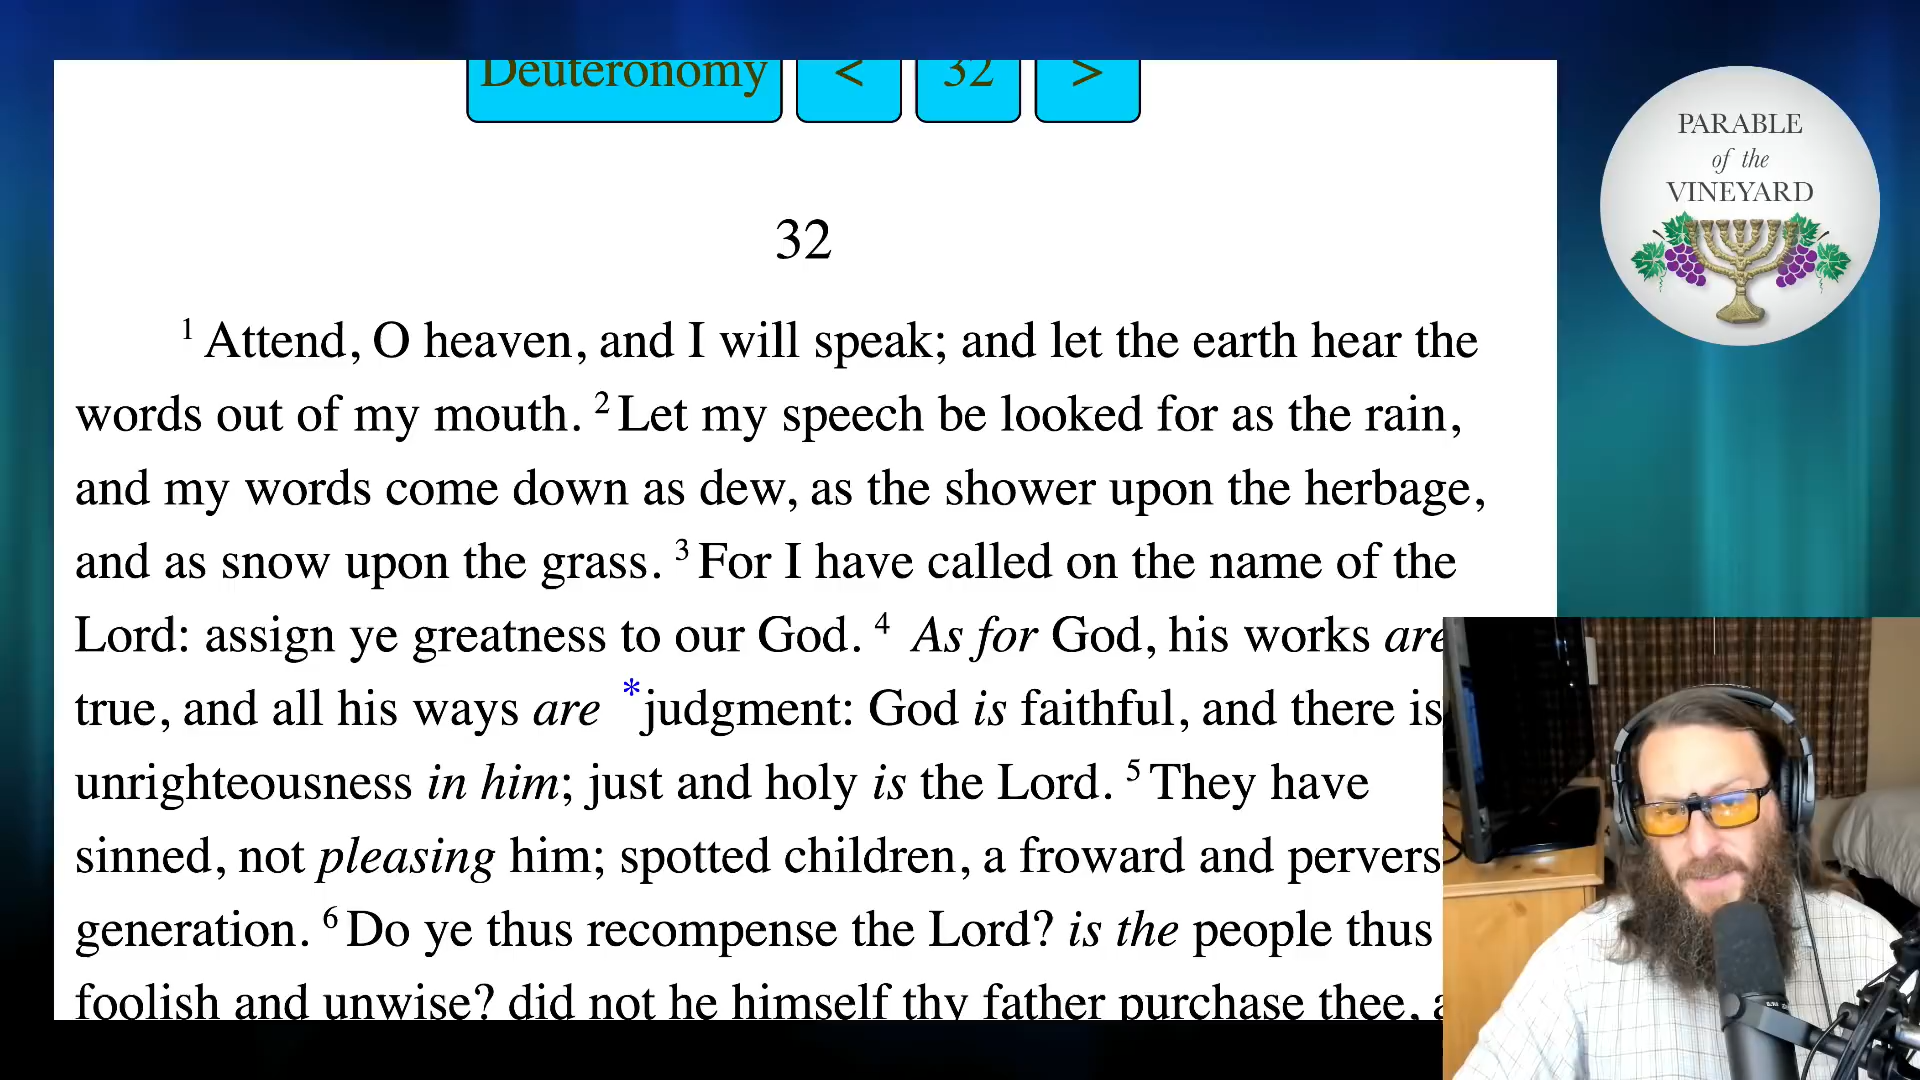 Deuteronomy < 32 >
PARABLE
of the
VINEYARD
32
1 Attend, O heaven, and I will speak; and let the earth hear the
words out of my mouth. 2 Let my speech be looked for as the rain,
and my words come down as dew, as the shower upon the herbage,
and as snow upon the grass. 3 For I have called on the name of the
Lord: assign ye greatness to our God. 4 As for God, his works are
true, and all his ways are *judgment: God is faithful, and there is
unrighteousness in him; just and holy is the Lord. 5 They have
sinned, not pleasing him; spotted children, a froward and pervers
generation. 6 Do ye thus recompense the Lord? is the people thus
foolish and unwise? did not he himself thy father purchase thee, a